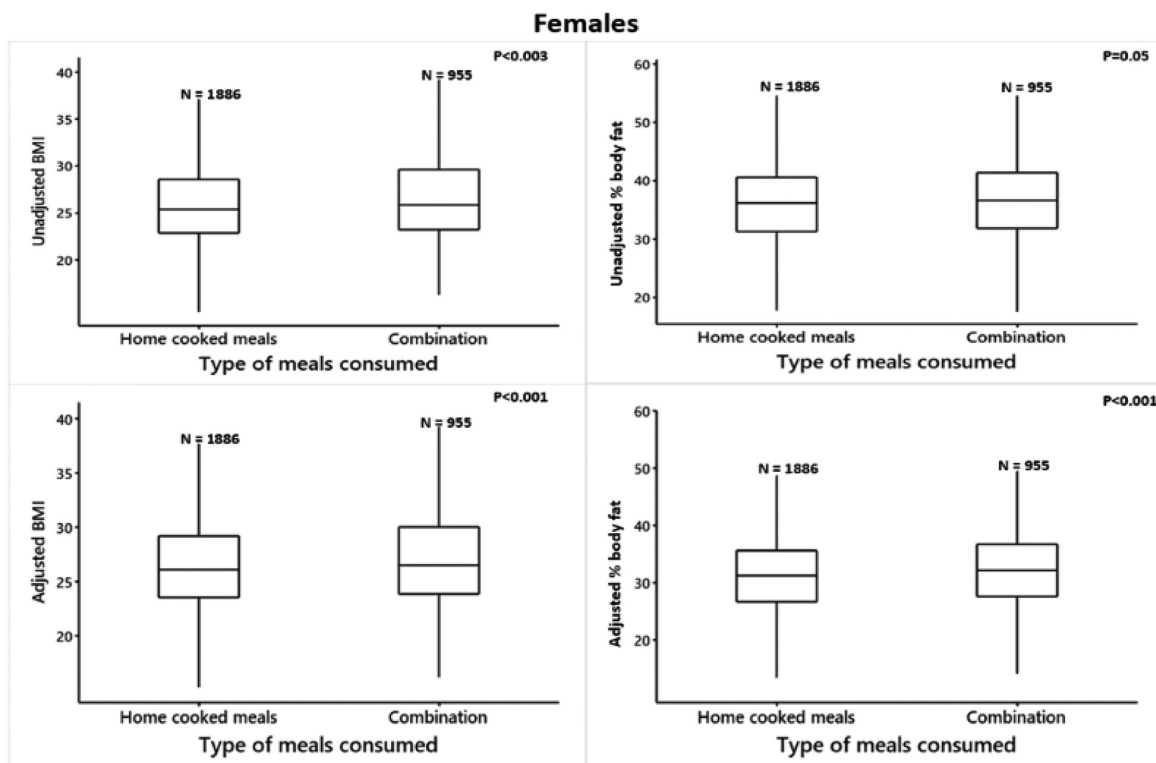 Females
P<0.003
Unadjusted BMI
40
35
30
25
20
N = 1886
N = 955
Home cooked meals
Combination
Type of meals consumed
P=0.05
Unadjusted % body fat
60
50
40
30
20
N = 1886
N = 955
Home cooked meals
Combination
Type of meals consumed
P<0.001
Adjusted BMI
40
35
30
25
20
N = 1886
N = 955
Home cooked meals
Combination
Type of meals consumed
P<0.001
Adjusted % body fat
60
50
40
30
20
N = 1886
N = 955
Home cooked meals
Combination
Type of meals consumed